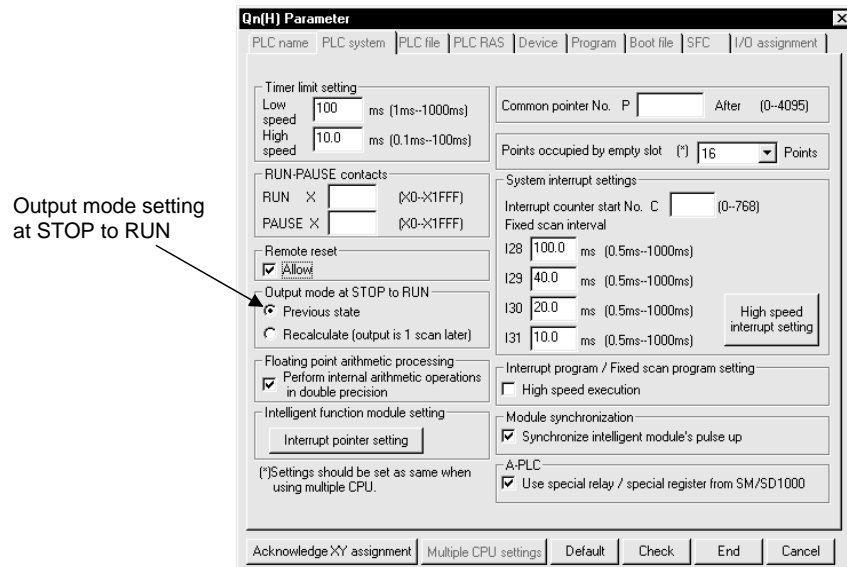 Output mode setting
at STOP to RUN
Qn(H) Parameter
PLC name PLC system PLC file PLC RAS Device Program Boot file SFC I/O assignment
Timer limit setting
Low speed 100 ms (1ms--1000ms)
High speed 10.0 ms (0.1ms--100ms)
RUN-PAUSE contacts
RUN X (X0--X1FFF)
PAUSE X (X0--X1FFF)
Remote reset
Allow
Output mode at STOP to RUN
Previous state
Recalculate (output is 1 scan later)
Floating point arithmetic processing
Perform internal arithmetic operations
in double precision
Intelligent function module setting
Interrupt pointer setting
(*)Settings should be set as same when
using multiple CPU.
Common pointer No. P After (0--4095)
Points occupied by empty slot (*) 16 Points
System interrupt settings
Interrupt counter start No. C (0--768)
Fixed scan interval
I28 100.0 ms (0.5ms--1000ms)
I29 40.0 ms (0.5ms--1000ms)
I30 20.0 ms (0.5ms--1000ms)
I31 10.0 ms (0.5ms--1000ms)
High speed
interrupt setting
Interrupt program / Fixed scan program setting
High speed execution
Module synchronization
Synchronize intelligent module's pulse up
A-PLC
Use special relay / special register from SM/SD1000
Acknowledge XY assignment Multiple CPU settings Default Check End Cancel